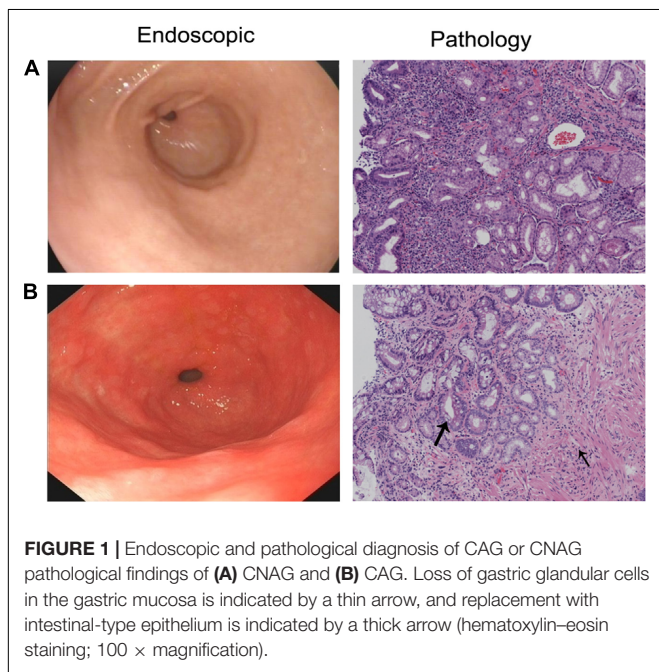 Endoscopic Pathology
A
B
FIGURE 1 | Endoscopic and pathological diagnosis of CAG or CNAG
pathological findings of (A) CNAG and (B) CAG. Loss of gastric glandular cells
in the gastric mucosa is indicated by a thin arrow, and replacement with
intestinal-type epithelium is indicated by a thick arrow (hematoxylin–eosin
staining; 100 × magnification).